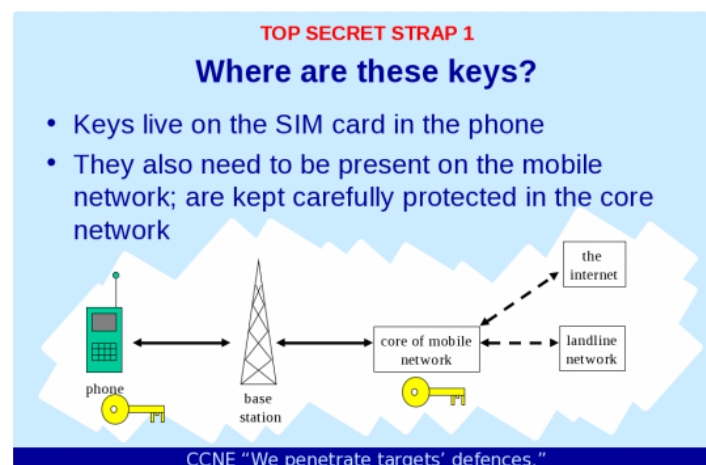 TOP SECRET STRAP 1
Where are these keys?
• Keys live on the SIM card in the phone
• They also need to be present on the mobile
network; are kept carefully protected in the core
network
the
internet
core of mobile
network
landline
network
phone
base
station
CCNE “We penetrate targets’ defences.”